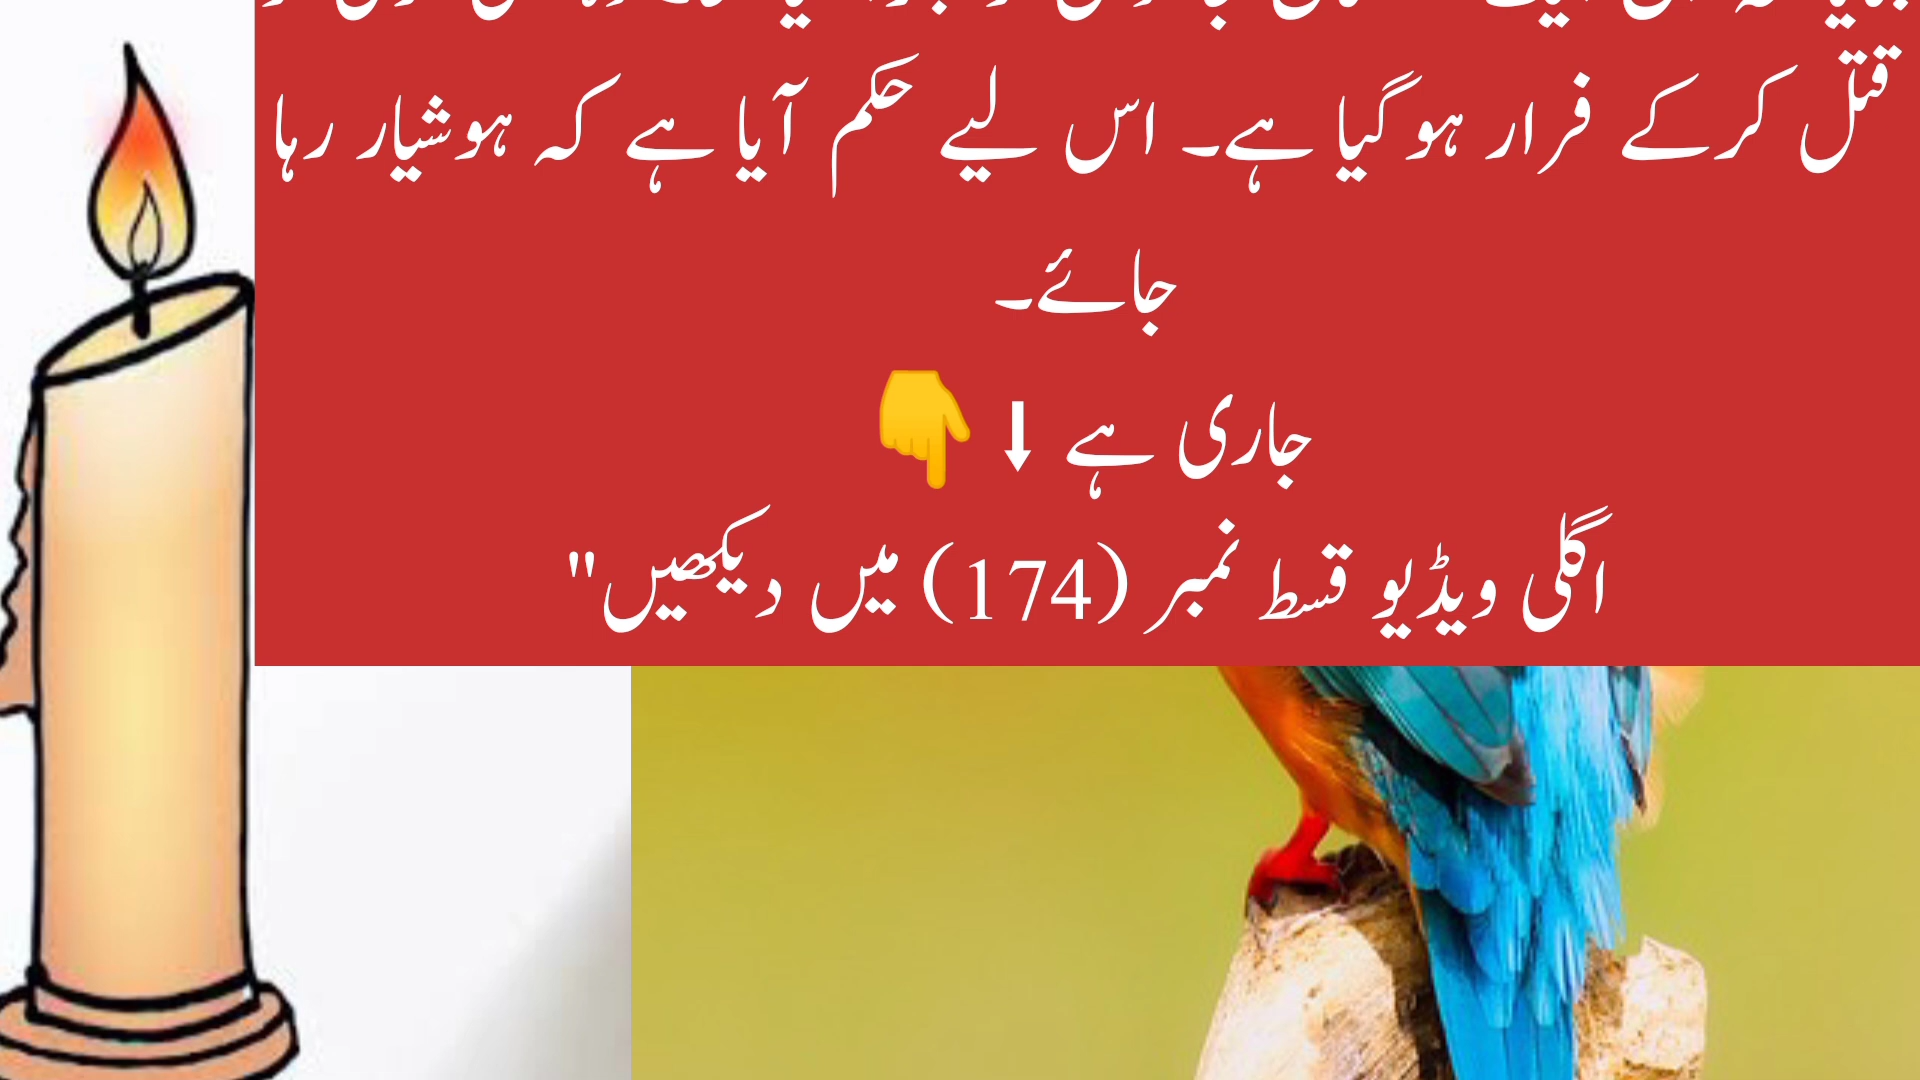 قتل کرکے فرار ہوگیا ہے۔ اس لیے حکم آیا ہے کہ ہوشیار رہا
جائے۔
جاری ہے ⬇️ 👇
اگلی ویڈیو قسط نمبر (174) میں دیکھیں"